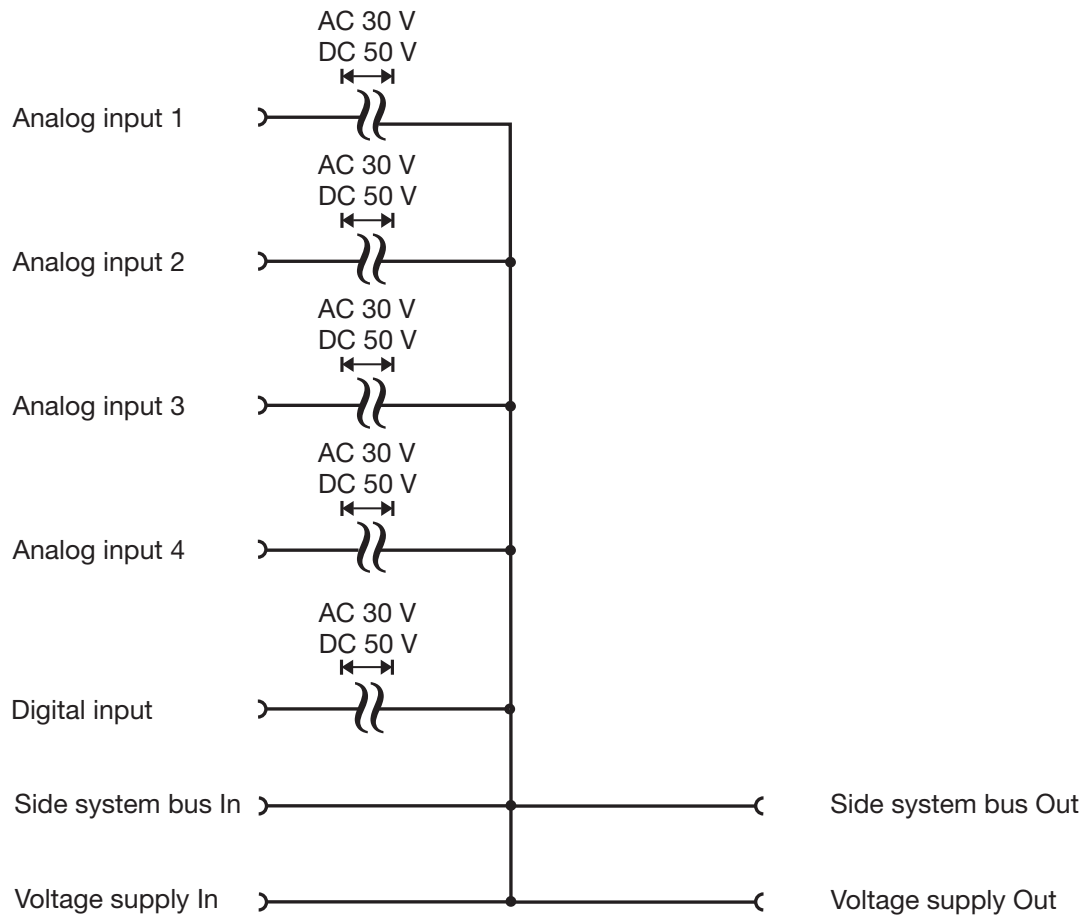 AC 30 V
DC 50 V
Analog input 1
AC 30 V
DC 50 V
Analog input 2
AC 30 V
DC 50 V
Analog input 3
AC 30 V
DC 50 V
Analog input 4
AC 30 V
DC 50 V
Digital input
Side system bus In
Side system bus Out
Voltage supply In
Voltage supply Out